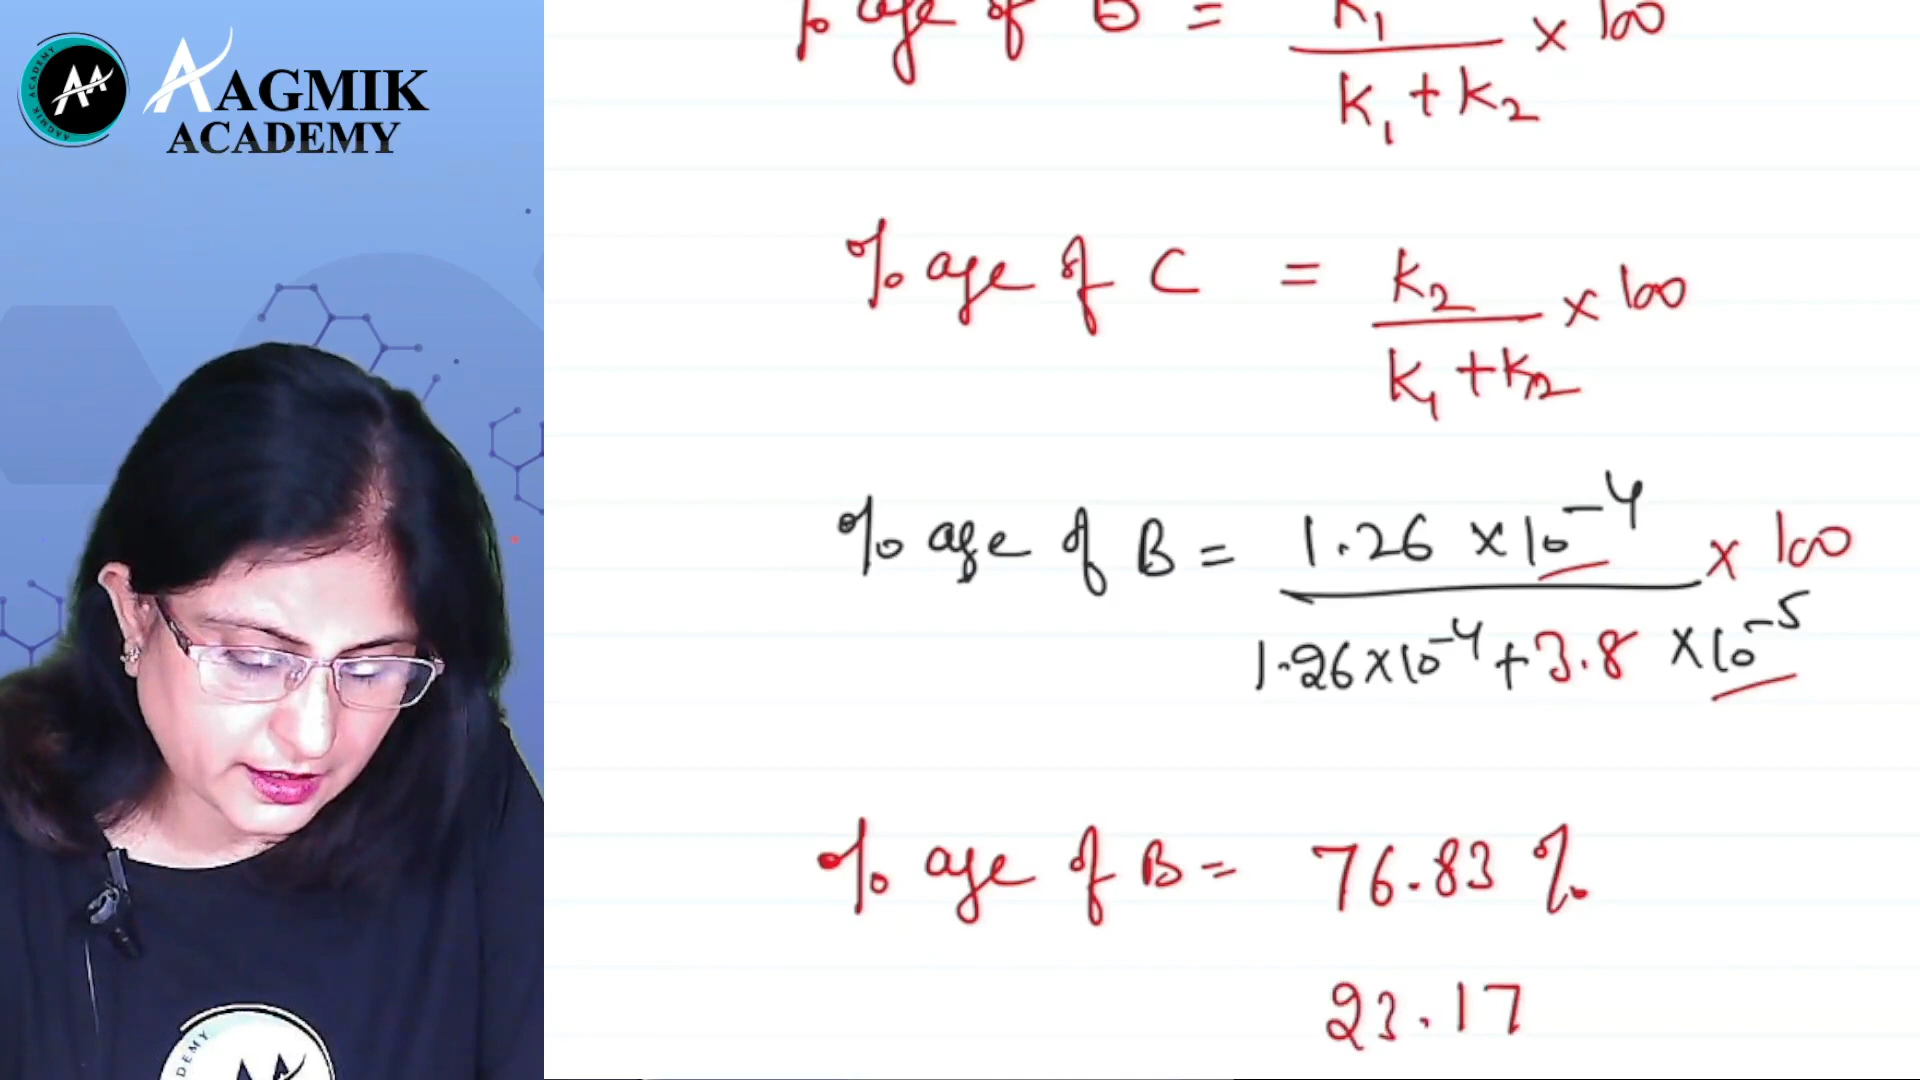 AAGMIK
ACADEMY
% age of B = K₁ / (K₁ + K₂) × 100
% age of C = K₂ / (K₁ + K₂) × 100
% age of B = 1.26 × 10⁻⁴ / (1.26 × 10⁻⁴ + 3.8 × 10⁻⁵) × 100
% age of B = 76.83 %
23.17